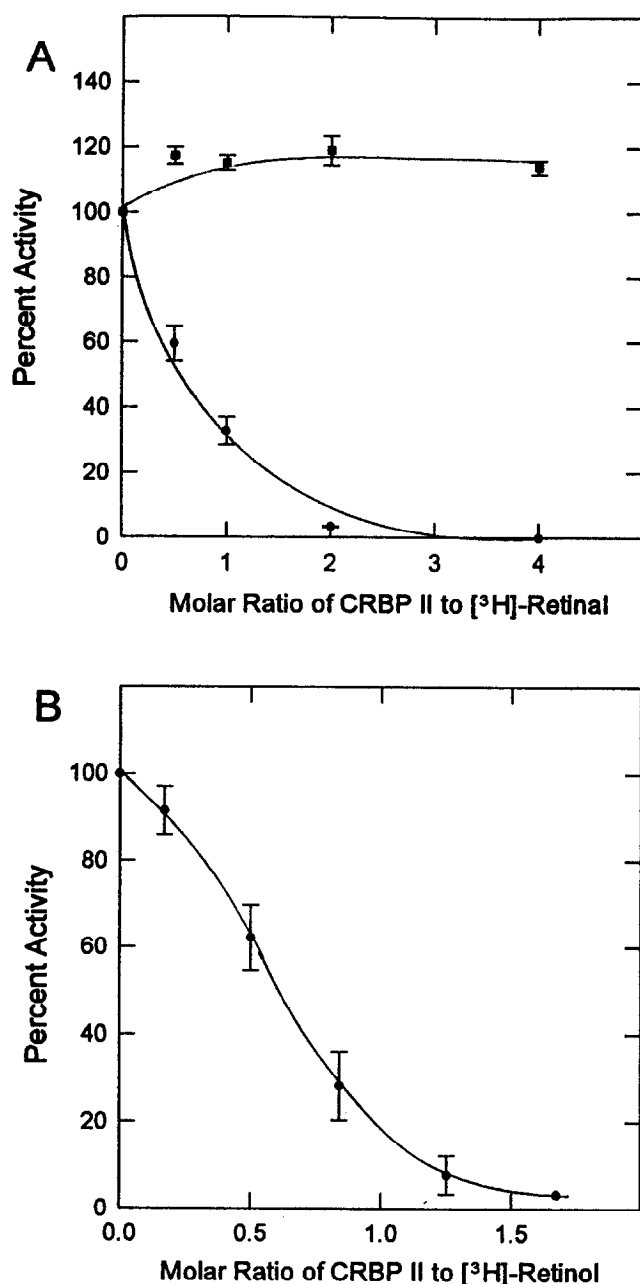 A
140
120
100
80
60
40
20
0
Percent Activity
0 1 2 3 4
Molar Ratio of CRBP II to [³H]-Retinal
B
100
80
60
40
20
0
Percent Activity
0.0 0.5 1.0 1.5
Molar Ratio of CRBP II to [³H]-Retinol